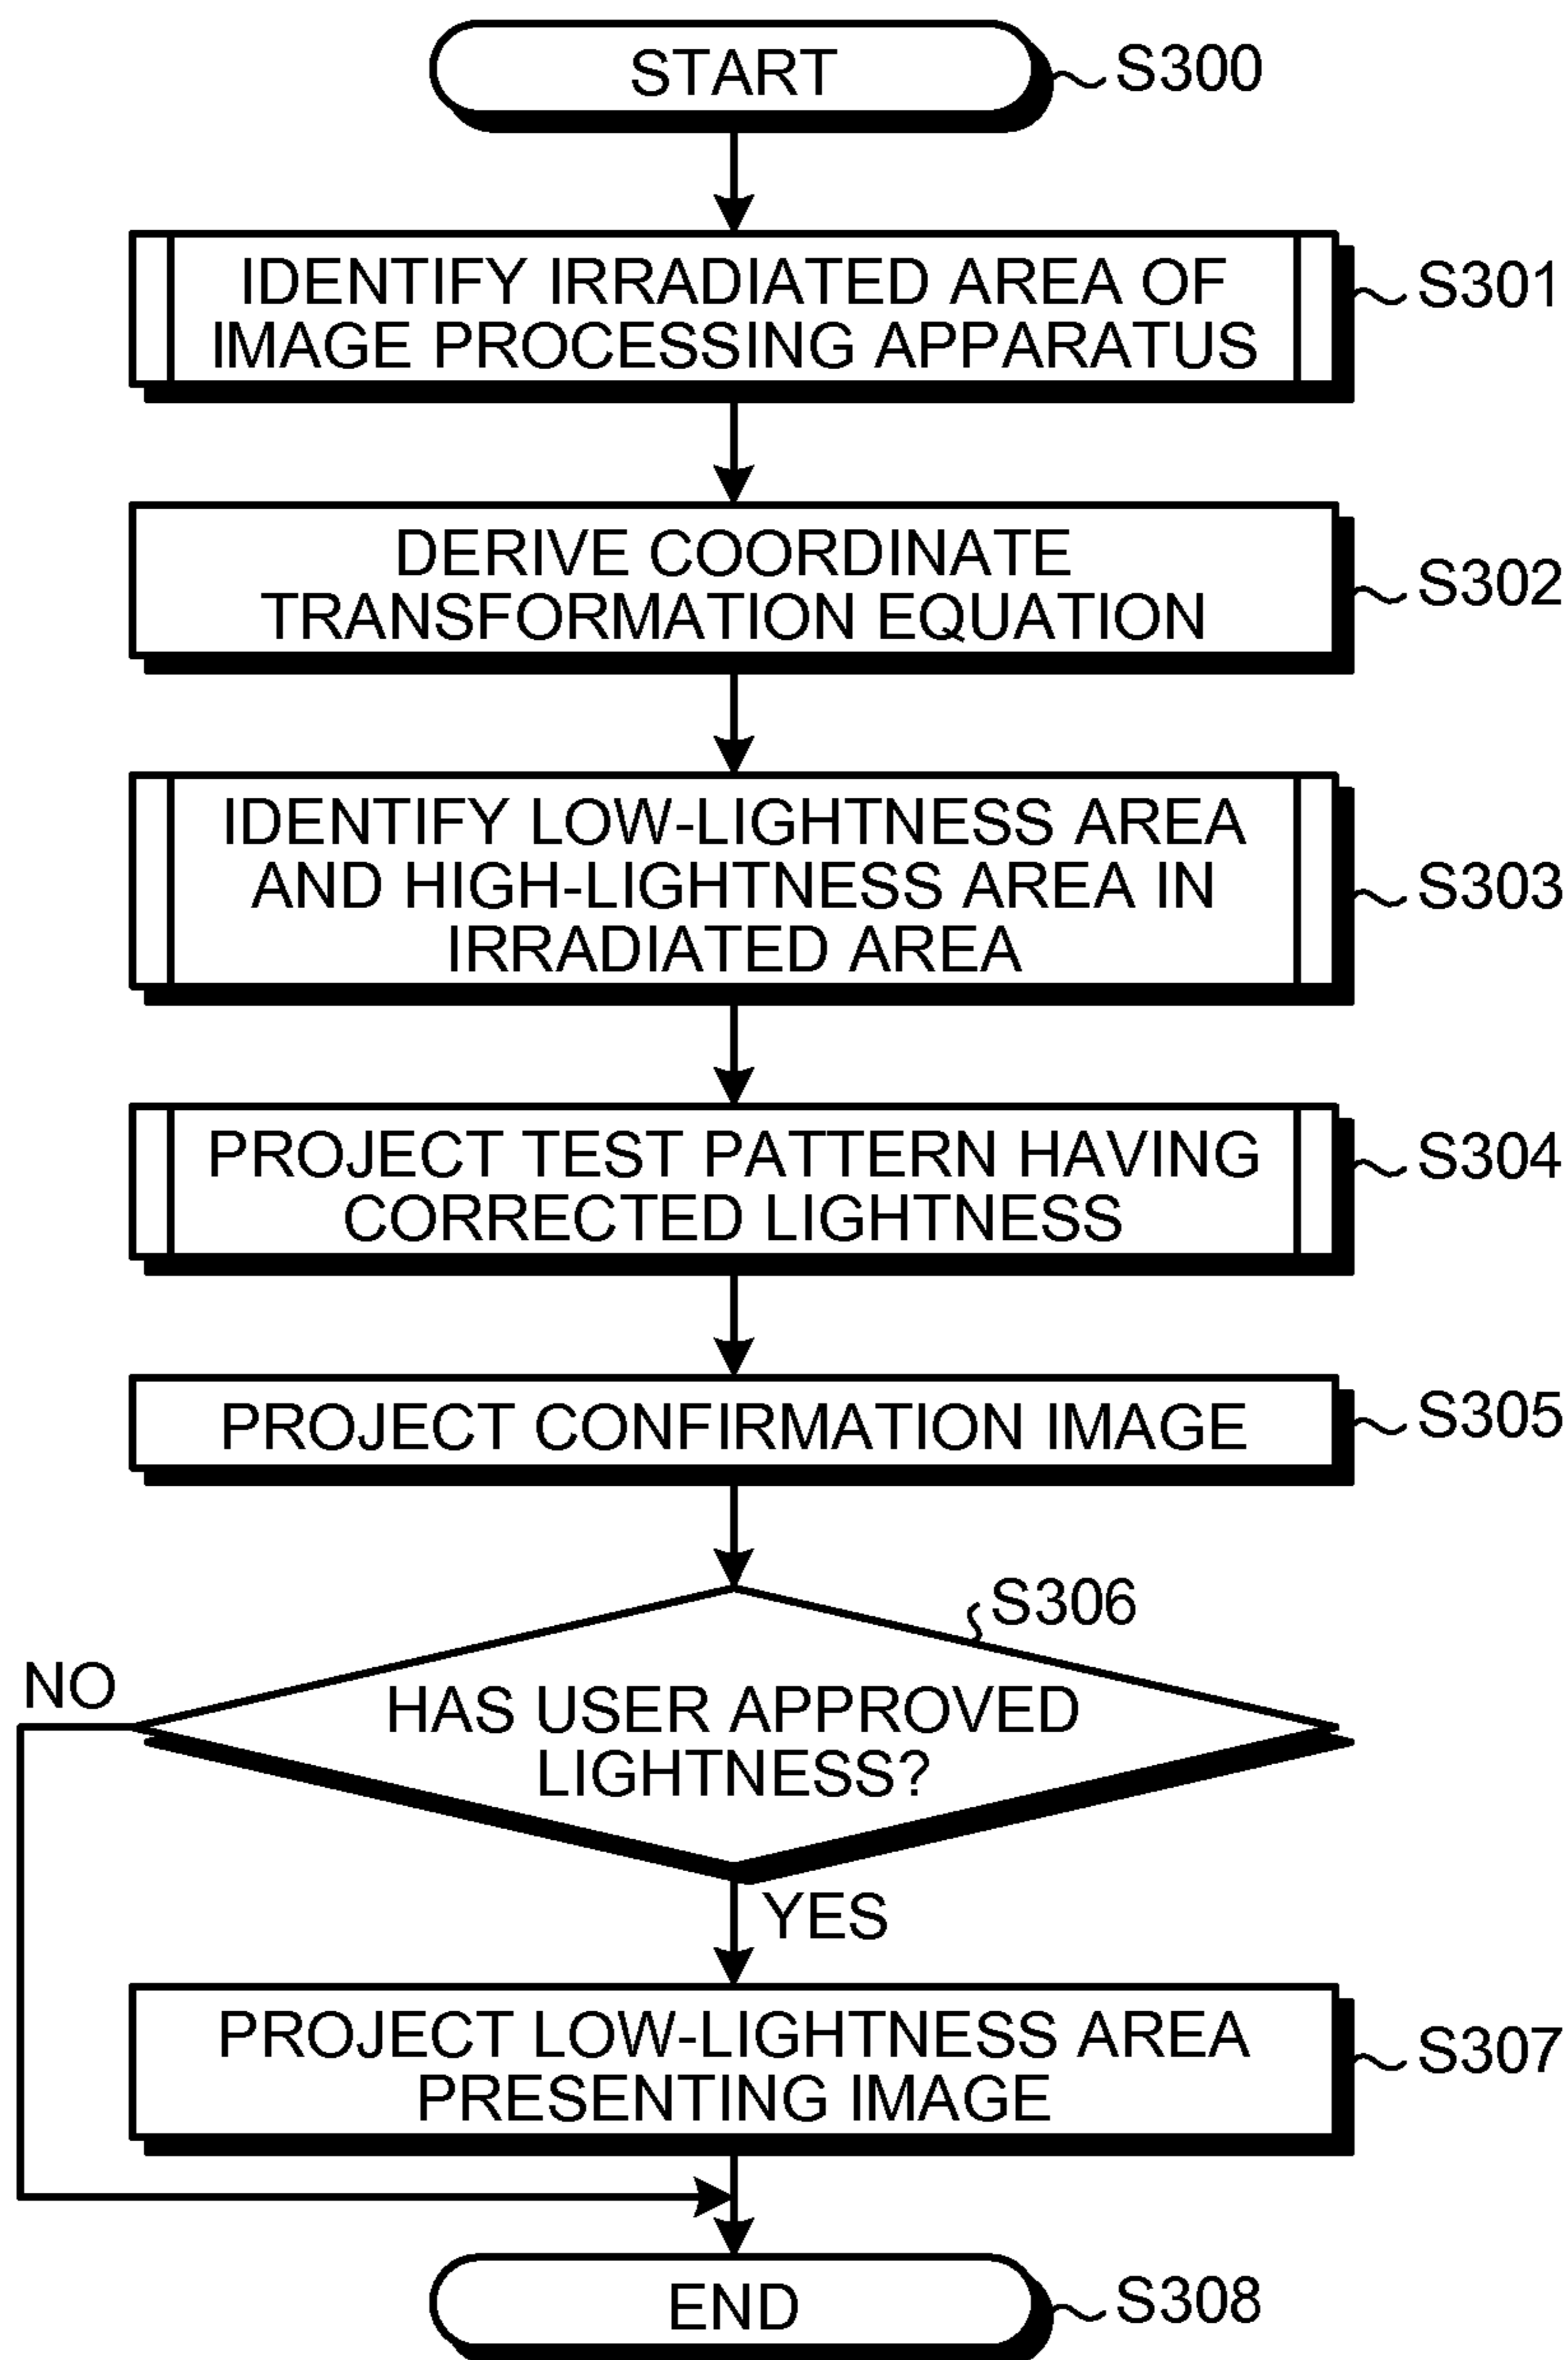 START
S300
IDENTIFY IRRADIATED AREA OF
IMAGE PROCESSING APPARATUS
S301
DERIVE COORDINATE
TRANSFORMATION EQUATION
S302
IDENTIFY LOW-LIGHTNESS AREA
AND HIGH-LIGHTNESS AREA IN
IRRADIATED AREA
S303
PROJECT TEST PATTERN HAVING
CORRECTED LIGHTNESS
S304
PROJECT CONFIRMATION IMAGE
S305
S306
NO
HAS USER APPROVED
LIGHTNESS?
YES
PROJECT LOW-LIGHTNESS AREA
PRESENTING IMAGE
S307
END
S308